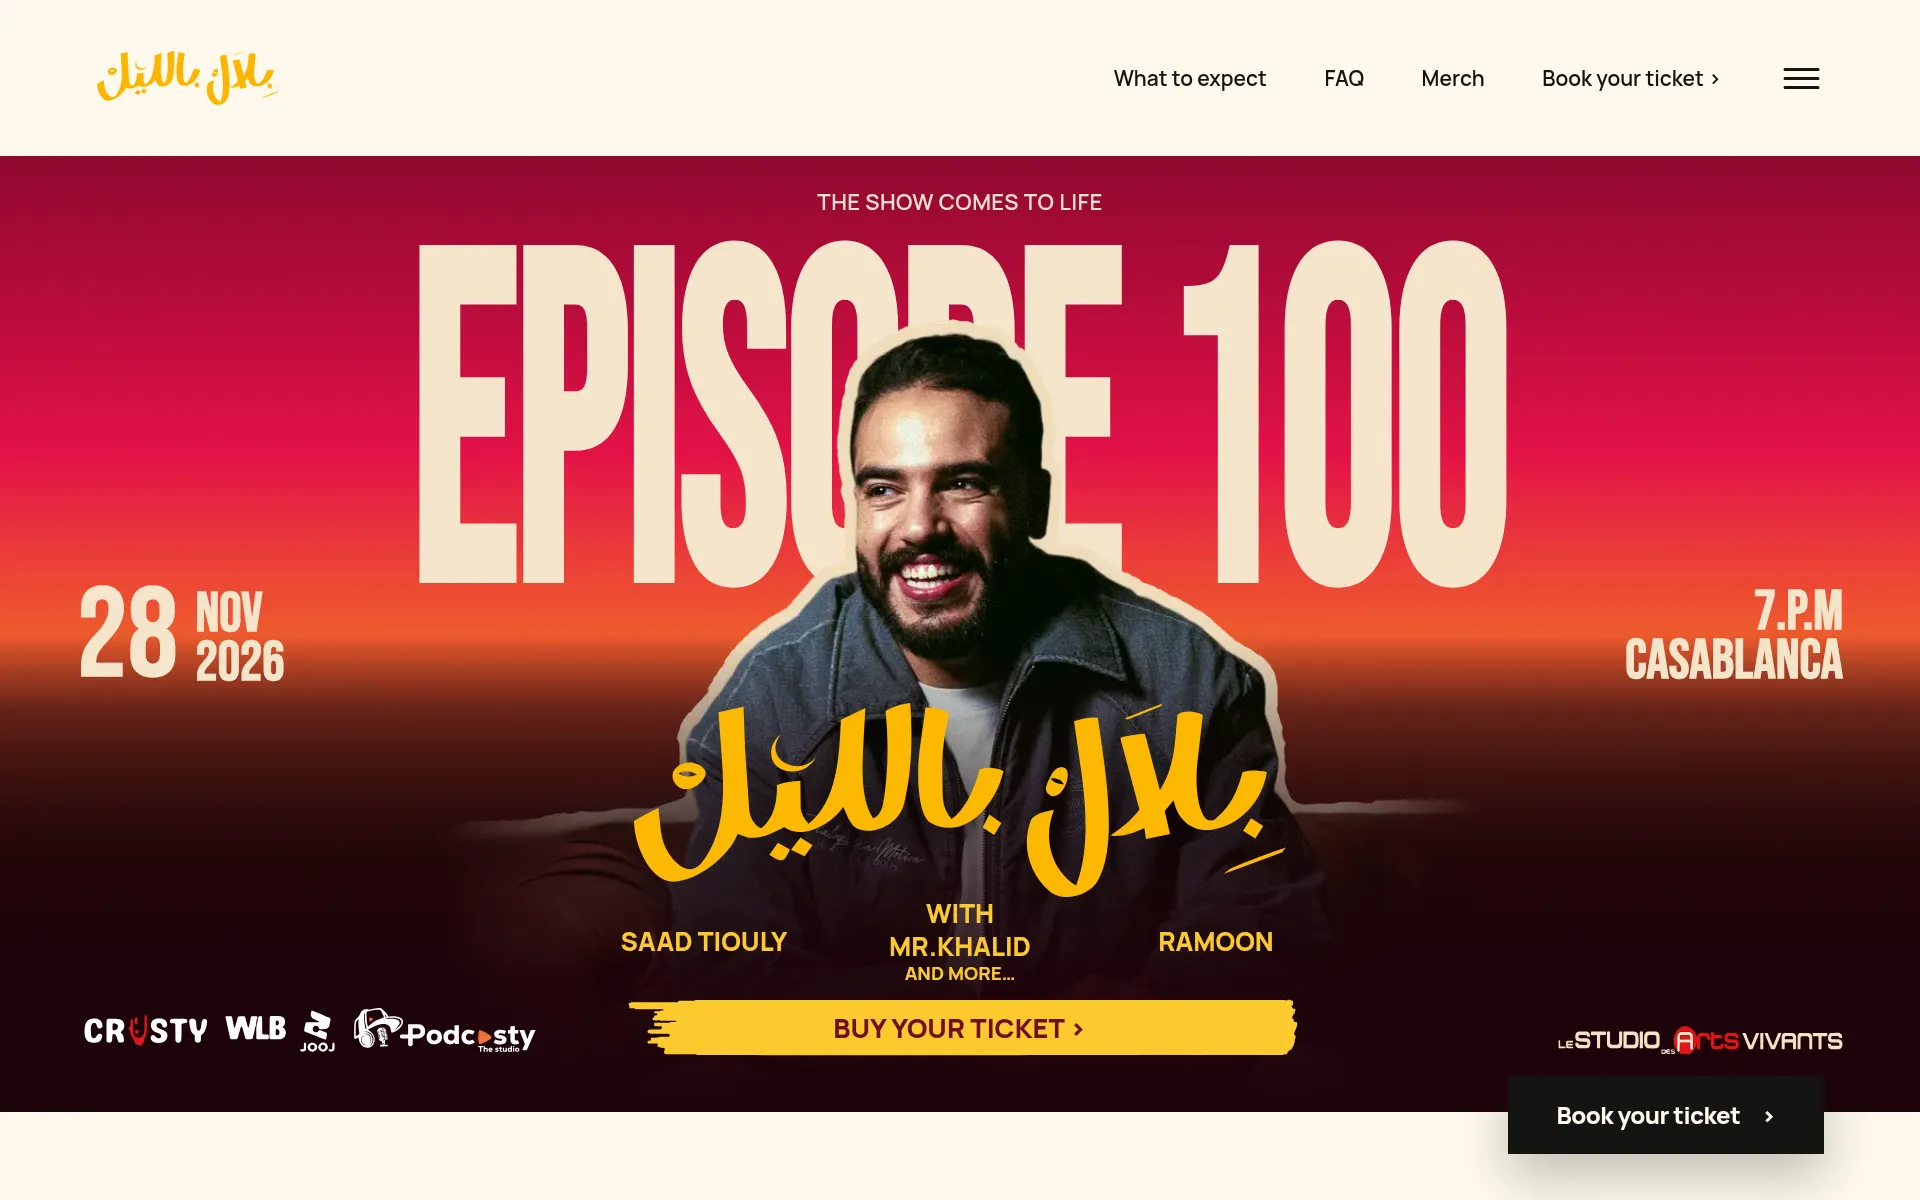 بِلَالْ بالليلْ
What to expect
FAQ
Merch
Book your ticket ›
THE SHOW COMES TO LIFE
EPISODE 100
28 NOV
2026
7.P.M
CASABLANCA
بِلَالْ بالليلْ
WITH
SAAD TIOULY
MR.KHALID
RAMOON
AND MORE...
BUY YOUR TICKET ›
CRUSTY
WLB
JOOJ
Podcasty
The studio
LE STUDIO DES Arts VIVANTS
Book your ticket ›